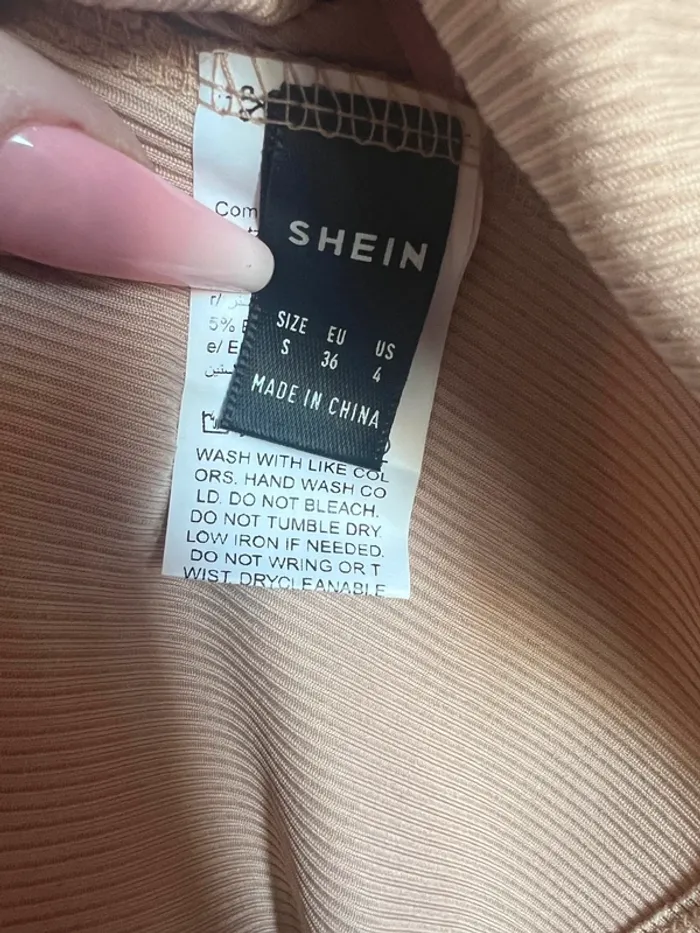 Com
SHEIN
SIZE EU US
S 36 4
MADE IN CHINA
r/
5%
e/ E
WASH WITH LIKE COL
ORS. HAND WASH CO
LD. DO NOT BLEACH.
DO NOT TUMBLE DRY.
LOW IRON IF NEEDED.
DO NOT WRING OR T
WIST DRYCLEANABLE